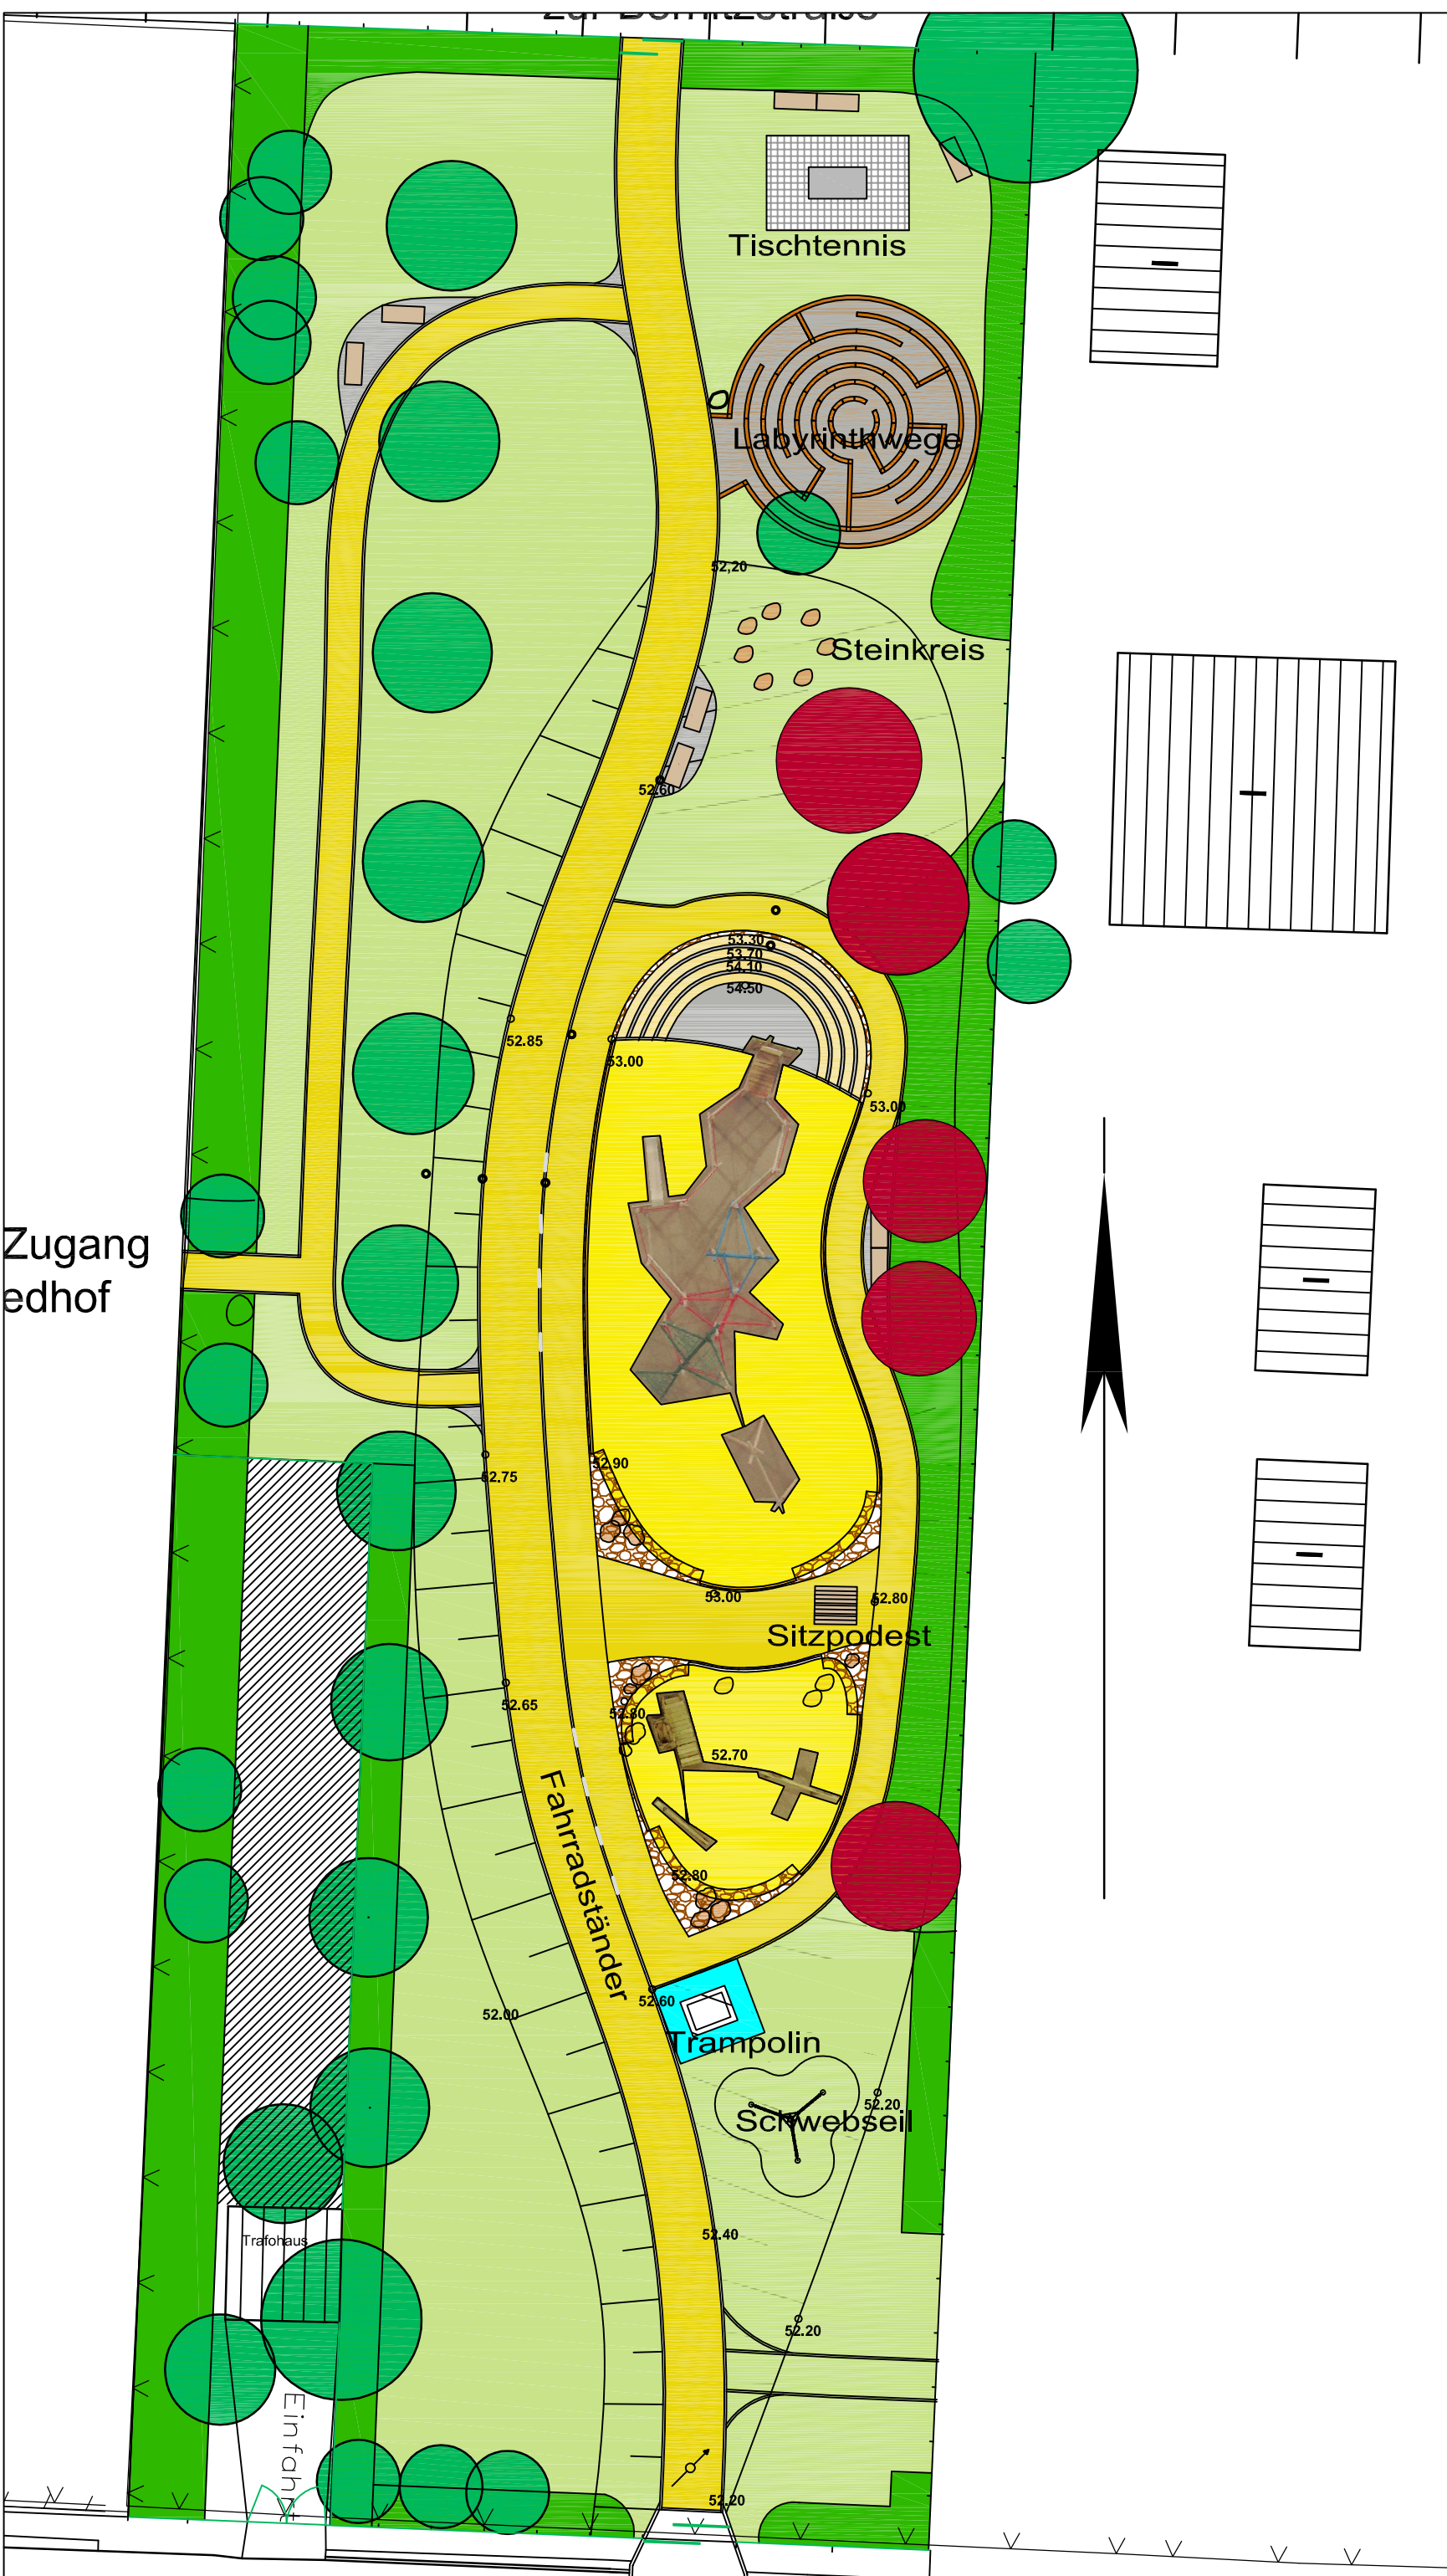 Zur Dernitzstraße
Tischtennis
Labyrinthwege
52,20
Steinkreis
52.60
53.30
53.70
54.10
54.50
52.85
53.00
53.00
Zugang
edhof
52.90
52.75
53.00
52.80
Sitzpodest
52.65
52.80
52.70
Fahrradständer
52.80
52.60
52.00
Trampolin
52.20
Schwebseil
52.40
Trafohaus
52.20
Einfahrt
52.20